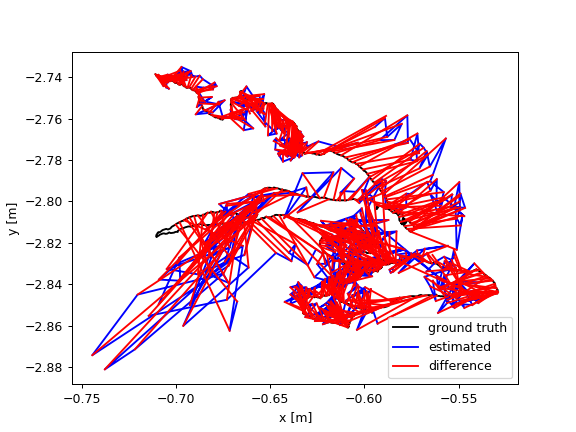 −2.74
−2.76
−2.78
−2.80
−2.82
−2.84
−2.86
−2.88
y [m]
ground truth
estimated
difference
−0.75
−0.70
−0.65
−0.60
−0.55
x [m]